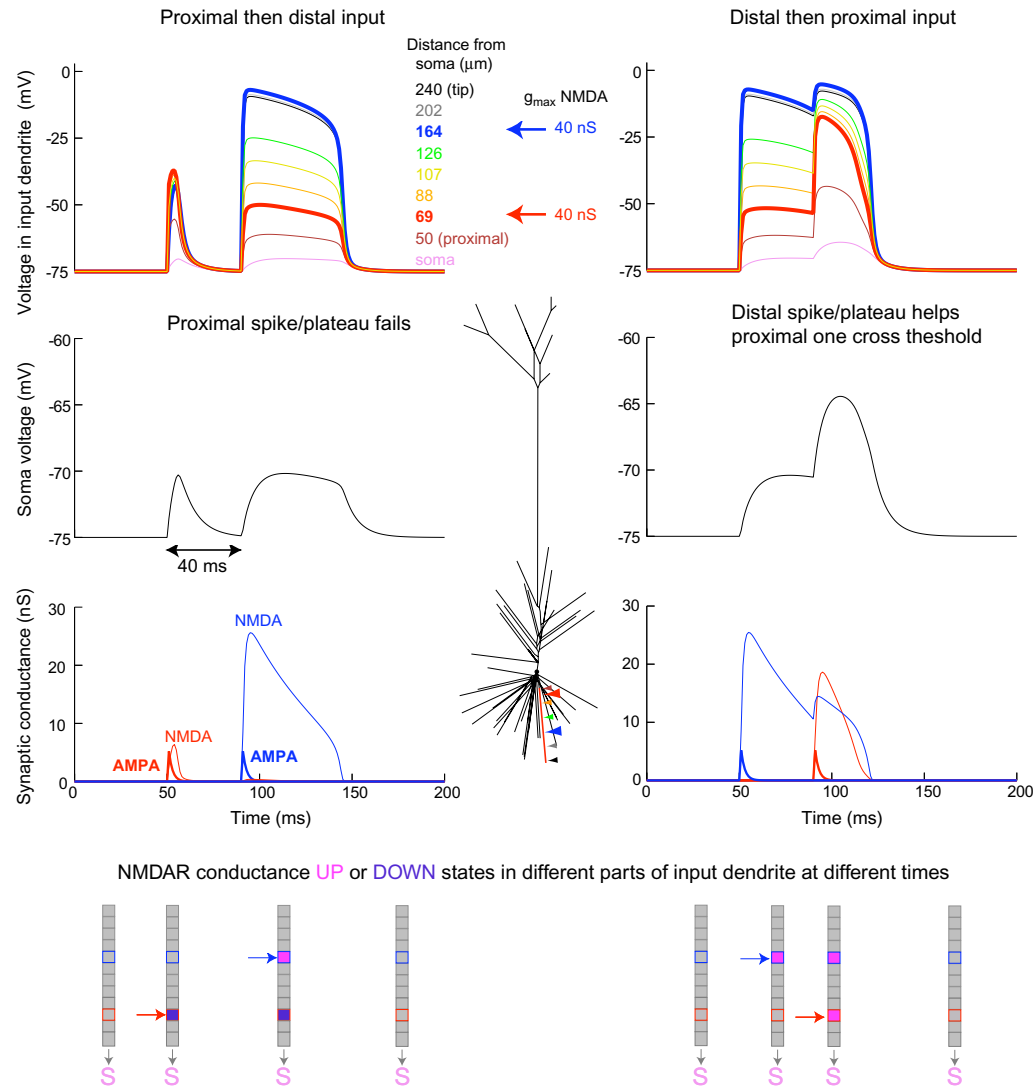 Proximal then distal input
Distal then proximal input
Voltage in input dendrite (mV)
0
-25
-50
-75
Distance from
soma (μm)
240 (tip)
202
164
126
107
88
69
50 (proximal)
soma
gmax NMDA
40 nS
40 nS
0
-25
-50
-75
Proximal spike/plateau fails
Soma voltage (mV)
-60
-65
-70
-75
40 ms
Distal spike/plateau helps
proximal one cross theshold
-60
-65
-70
-75
Synaptic conductance (nS)
30
20
10
0
NMDA
NMDA
AMPA
AMPA
0
50
100
150
200
Time (ms)
30
20
10
0
0
50
100
150
200
Time (ms)
NMDAR conductance UP or DOWN states in different parts of input dendrite at different times
S
S
S
S
S
S
S
S